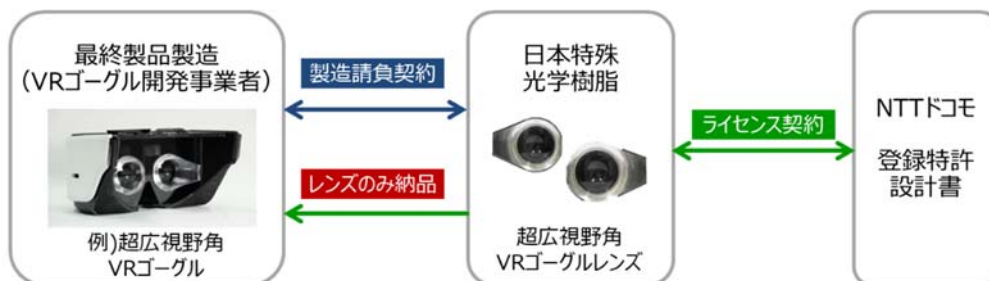 最終製品製造
（VRゴーグル開発事業者）
例)超広視野角
VRゴーグル
製造請負契約
レンズのみ納品
日本特殊
光学樹脂
超広視野角
VRゴーグルレンズ
ライセンス契約
NTTドコモ
登録特許
設計書